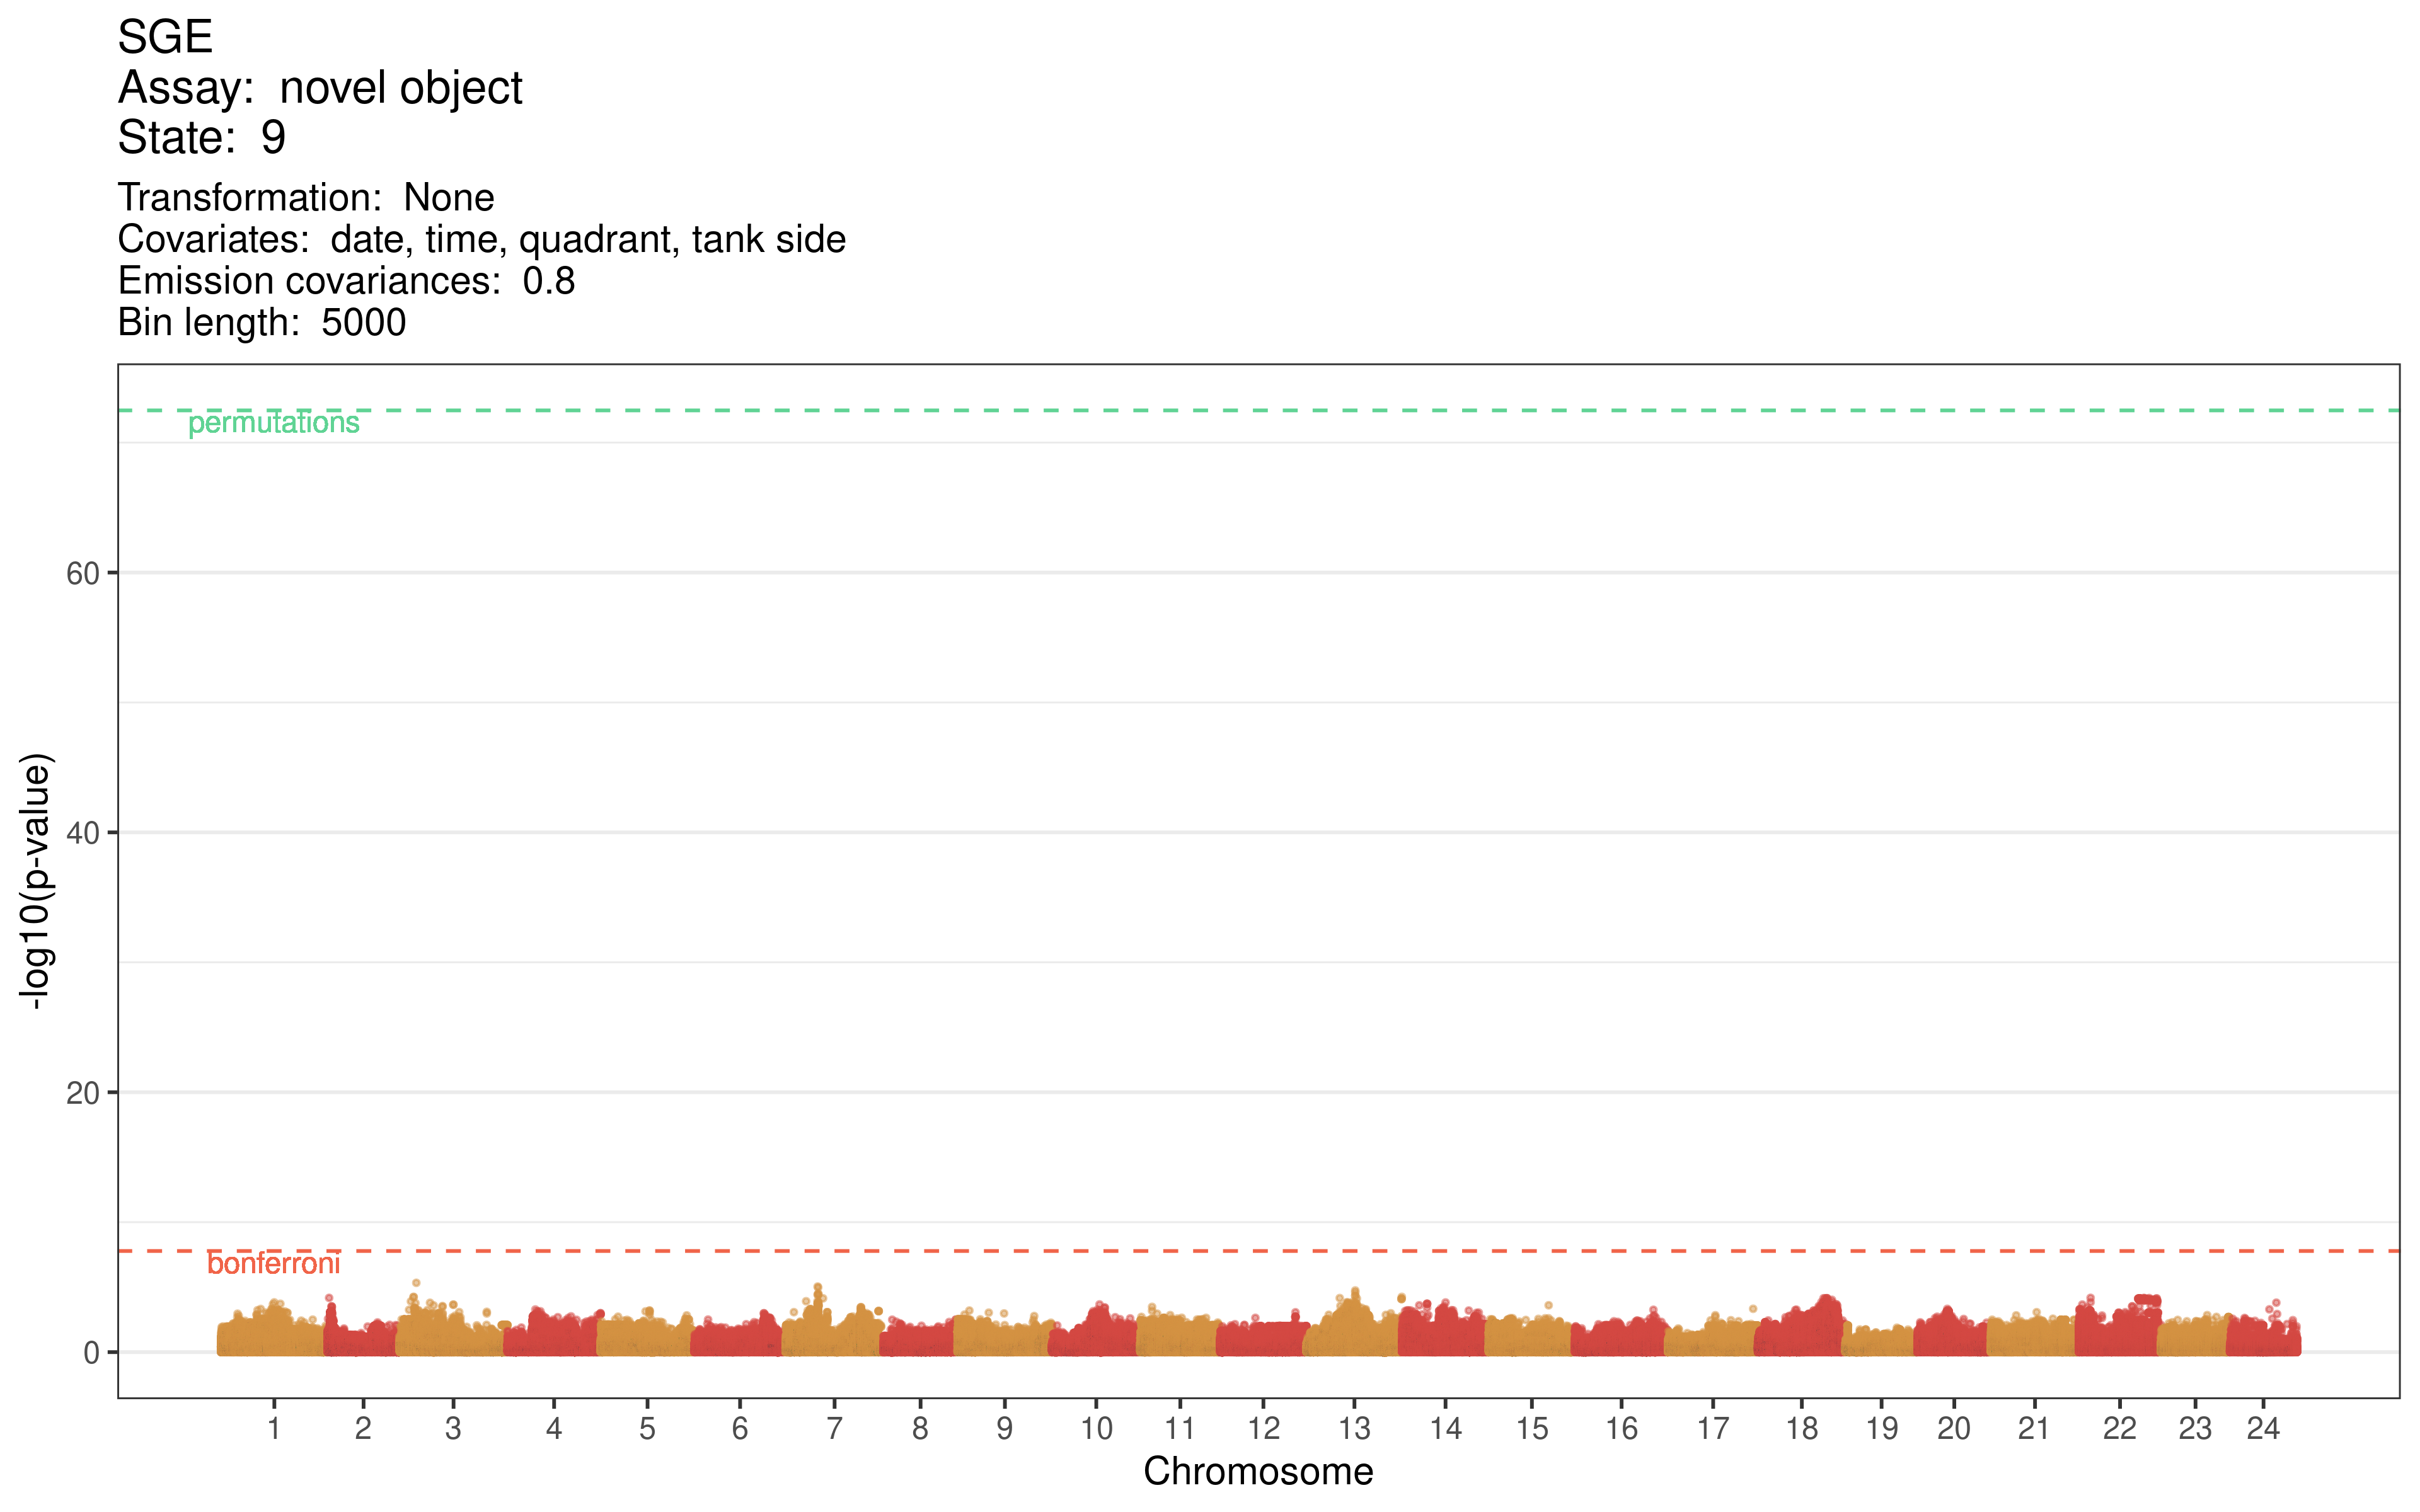 SGE
Assay:  novel object
State:  9
Transformation:  None
Covariates:  date, time, quadrant, tank side
Emission covariances:  0.8
Bin length:  5000
permutations
60
40
20
0
-log10(p-value)
bonferroni
1 2 3 4 5 6 7 8 9 10 11 12 13 14 15 16 17 18 19 20 21 22 23 24
Chromosome